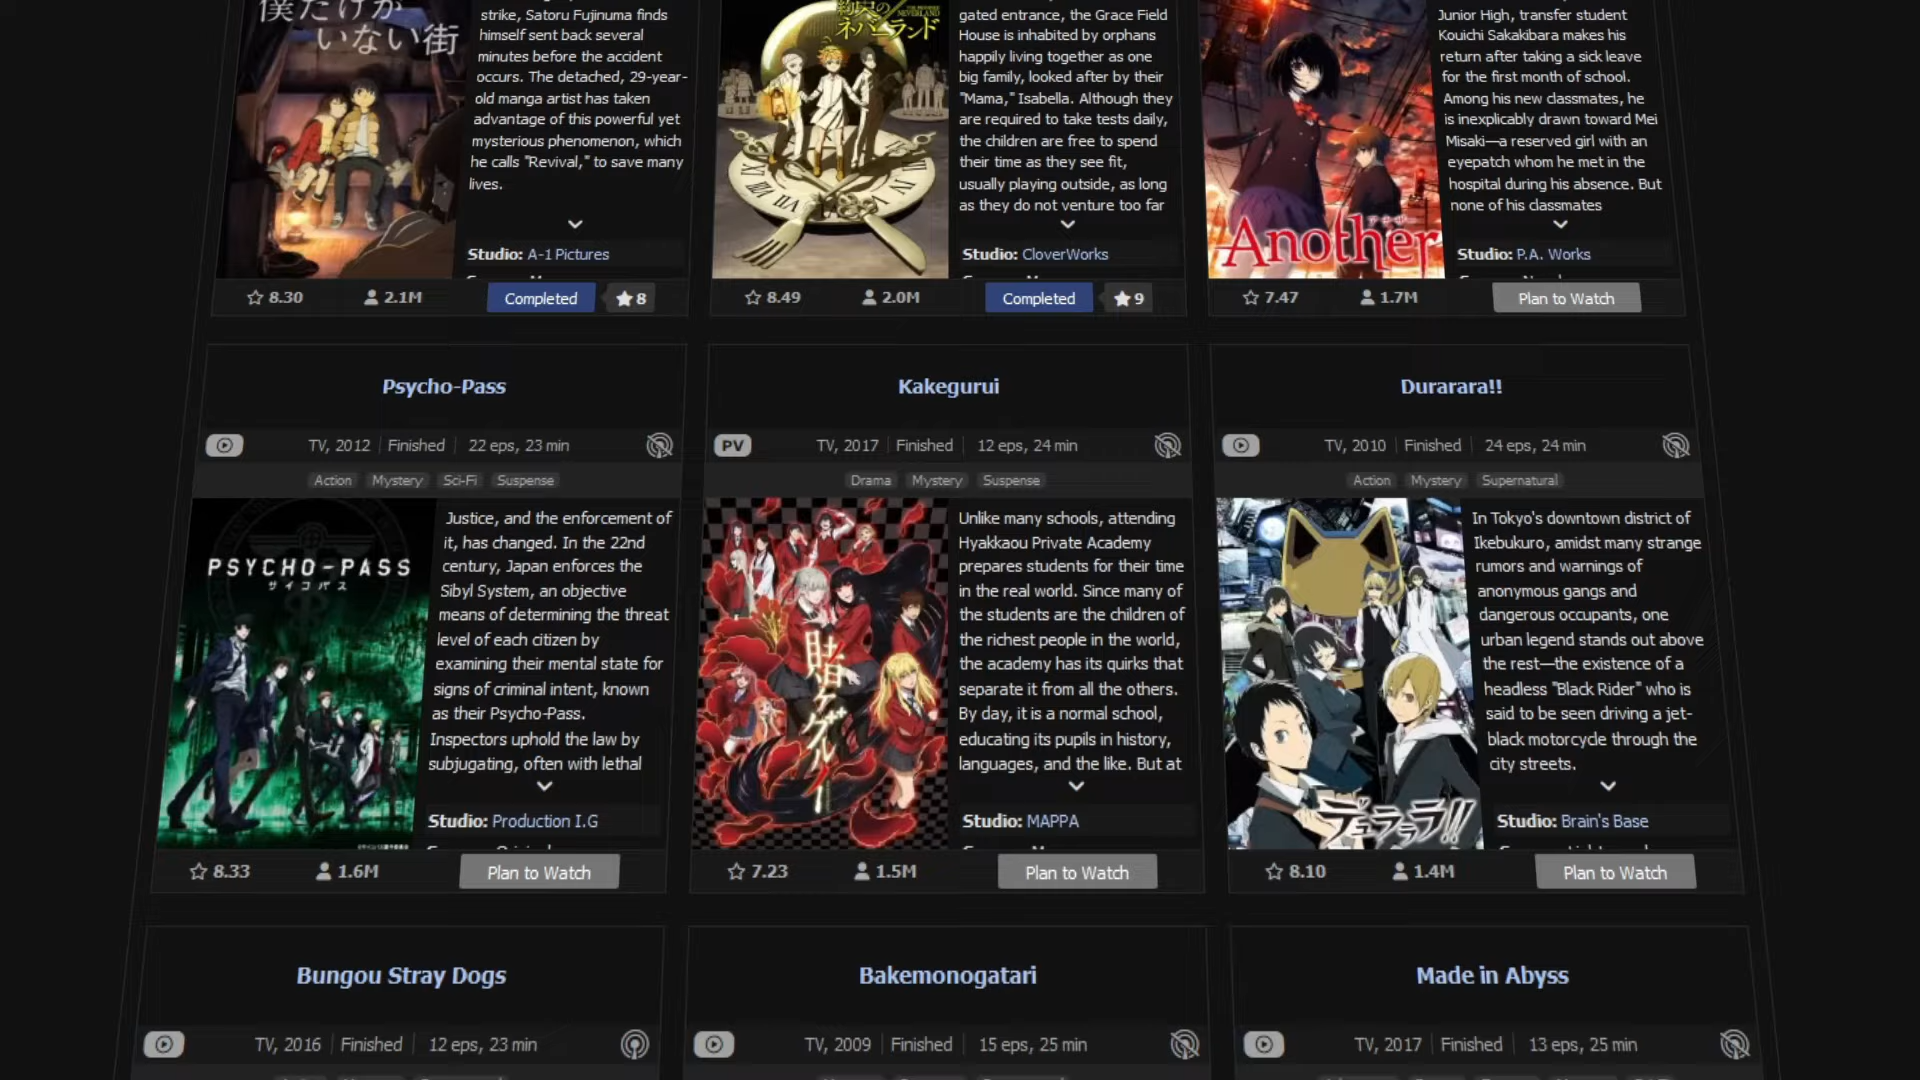 僕だけが
いない街
strike, Satoru Fujinuma finds
himself sent back several
minutes before the accident
occurs. The detached, 29-year-
old manga artist has taken
advantage of this powerful yet
mysterious phenomenon, which
he calls "Revival," to save many
lives.
Studio: A-1 Pictures
8.30 2.1M Completed 8
約束の
ネバーランド
gated entrance, the Grace Field
House is inhabited by orphans
happily living together as one
big family, looked after by their
"Mama," Isabella. Although they
are required to take tests daily,
the children are free to spend
their time as they see fit,
usually playing outside, as long
as they do not venture too far
Studio: CloverWorks
8.49 2.0M Completed 9
Another
Junior High, transfer student
Kouichi Sakakibara makes his
return after taking a sick leave
for the first month of school.
Among his new classmates, he
is inexplicably drawn toward Mei
Misaki—a reserved girl with an
eyepatch whom he met in the
hospital during his absence. But
none of his classmates
Studio: P.A. Works
7.47 1.7M Plan to Watch
Psycho-Pass
TV, 2012 Finished 22 eps, 23 min
Action Mystery Sci-Fi Suspense
PSYCHO-PASS
サイコパス
Justice, and the enforcement of
it, has changed. In the 22nd
century, Japan enforces the
Sibyl System, an objective
means of determining the threat
level of each citizen by
examining their mental state for
signs of criminal intent, known
as their Psycho-Pass.
Inspectors uphold the law by
subjugating, often with lethal
Studio: Production I.G
8.33 1.6M Plan to Watch
Kakegurui
PV TV, 2017 Finished 12 eps, 24 min
Drama Mystery Suspense
賭ケグルイ
Unlike many schools, attending
Hyakkaou Private Academy
prepares students for their time
in the real world. Since many of
the students are the children of
the richest people in the world,
the academy has its quirks that
separate it from all the others.
By day, it is a normal school,
educating its pupils in history,
languages, and the like. But at
Studio: MAPPA
7.23 1.5M Plan to Watch
Durarara!!
TV, 2010 Finished 24 eps, 24 min
Action Mystery Supernatural
デュラララ!!
In Tokyo's downtown district of
Ikebukuro, amidst many strange
rumors and warnings of
anonymous gangs and
dangerous occupants, one
urban legend stands out above
the rest—the existence of a
headless "Black Rider" who is
said to be seen driving a jet-
black motorcycle through the
city streets.
Studio: Brain's Base
8.10 1.4M Plan to Watch
Bungou Stray Dogs
TV, 2016 Finished 12 eps, 23 min
Bakemonogatari
TV, 2009 Finished 15 eps, 25 min
Made in Abyss
TV, 2017 Finished 13 eps, 25 min